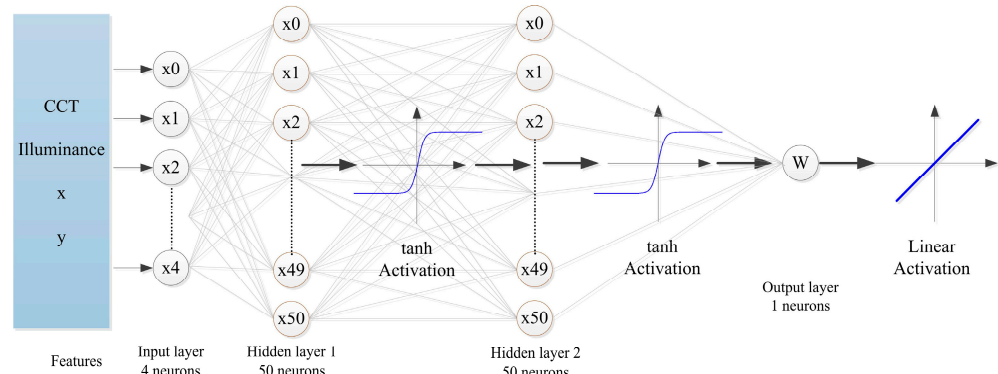 CCT
Illuminance
x
y
Features
x0
x1
x2
x4
Input layer
4 neurons
x0
x1
x2
x49
x50
Hidden layer 1
50 neurons
tanh
Activation
x0
x1
x2
x49
x50
Hidden layer 2
50 neurons
tanh
Activation
W
Output layer
1 neurons
Linear
Activation